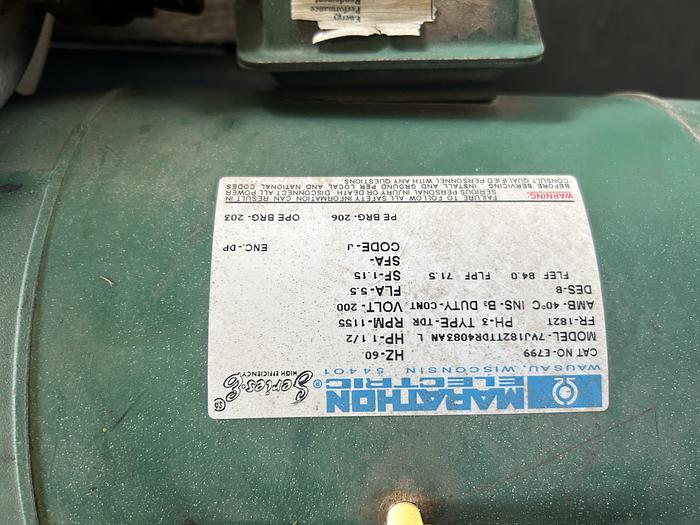 MARATHON
ELECTRIC®
WAUSAU, WISCONSIN 54401
Series-E
HIGH EFFICIENCY
CAT NO-E799 HZ-60
MODEL- 7VJ182TTDR4083AN L HP-1 1/2
FR-182T PH-3 TYPE-TDR RPM-1155
AMB-40°C INS-B3 DUTY-CONT VOLT-200
DES-B FLA-5.5
FLEF 84.0 FLPF 71.5 SF-1.15
SFA-
CODE-J ENC.-DP
PE BRG-206 OPE BRG-203
WARNING: FAILURE TO FOLLOW ALL SAFETY INFORMATION CAN RESULT IN
SERIOUS PERSONAL INJURY OR DEATH. DISCONNECT ALL POWER
BEFORE SERVICING. INSTALL AND GROUND PER LOCAL AND NATIONAL CODES
CONSULT QUALIFIED PERSONNEL WITH ANY QUESTIONS.
Energy
Performance
Rendement